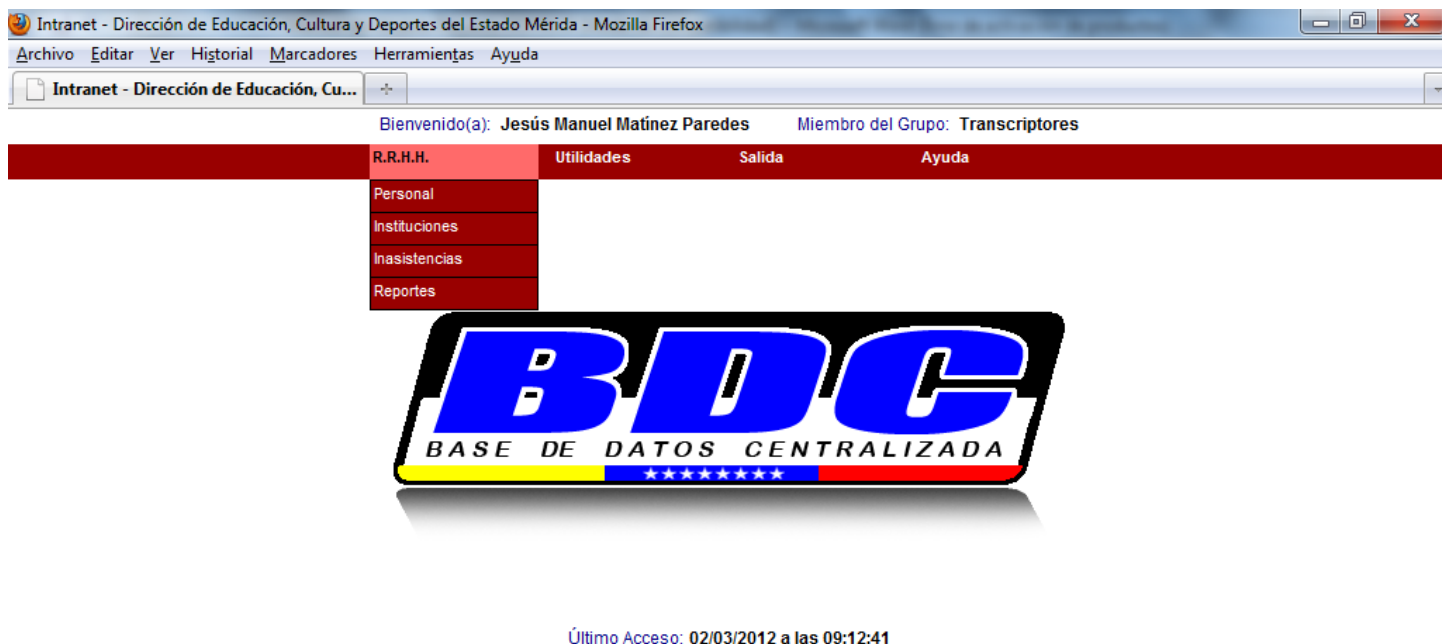 Intranet - Dirección de Educación, Cultura y Deportes del Estado Mérida - Mozilla Firefox
Archivo Editar Ver Historial Marcadores Herramientas Ayuda
Intranet - Dirección de Educación, Cu...
Bienvenido(a): Jesús Manuel Matínez Paredes Miembro del Grupo: Transcriptores
R.R.H.H. Utilidades Salida Ayuda
Personal
Instituciones
Inasistencias
Reportes
BDC
BASE DE DATOS CENTRALIZADA
Último Acceso: 02/03/2012 a las 09:12:41